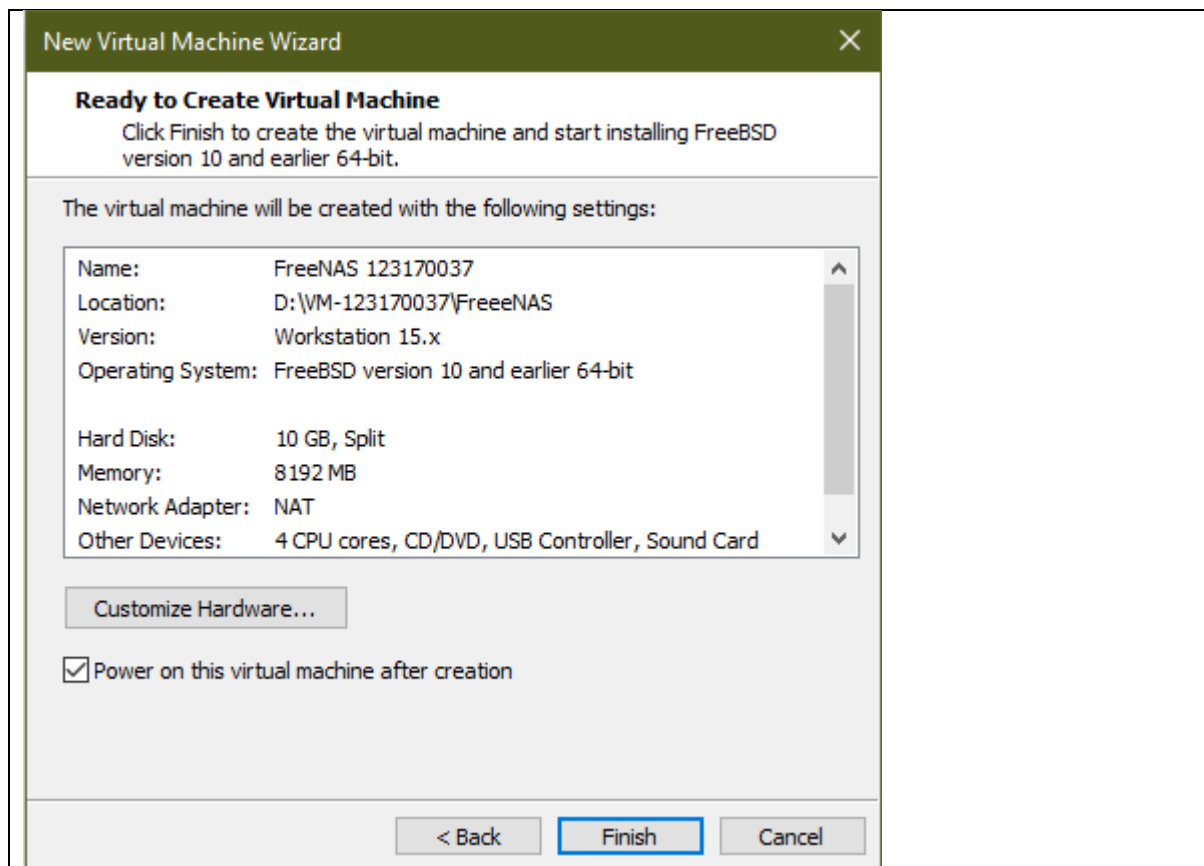 New Virtual Machine Wizard
Ready to Create Virtual Machine
Click Finish to create the virtual machine and start installing FreeBSD
version 10 and earlier 64-bit.
The virtual machine will be created with the following settings:
Name: FreeNAS 123170037
Location: D:\VM-123170037\FreeeNAS
Version: Workstation 15.x
Operating System: FreeBSD version 10 and earlier 64-bit
Hard Disk: 10 GB, Split
Memory: 8192 MB
Network Adapter: NAT
Other Devices: 4 CPU cores, CD/DVD, USB Controller, Sound Card
Customize Hardware...
Power on this virtual machine after creation
< Back Finish Cancel